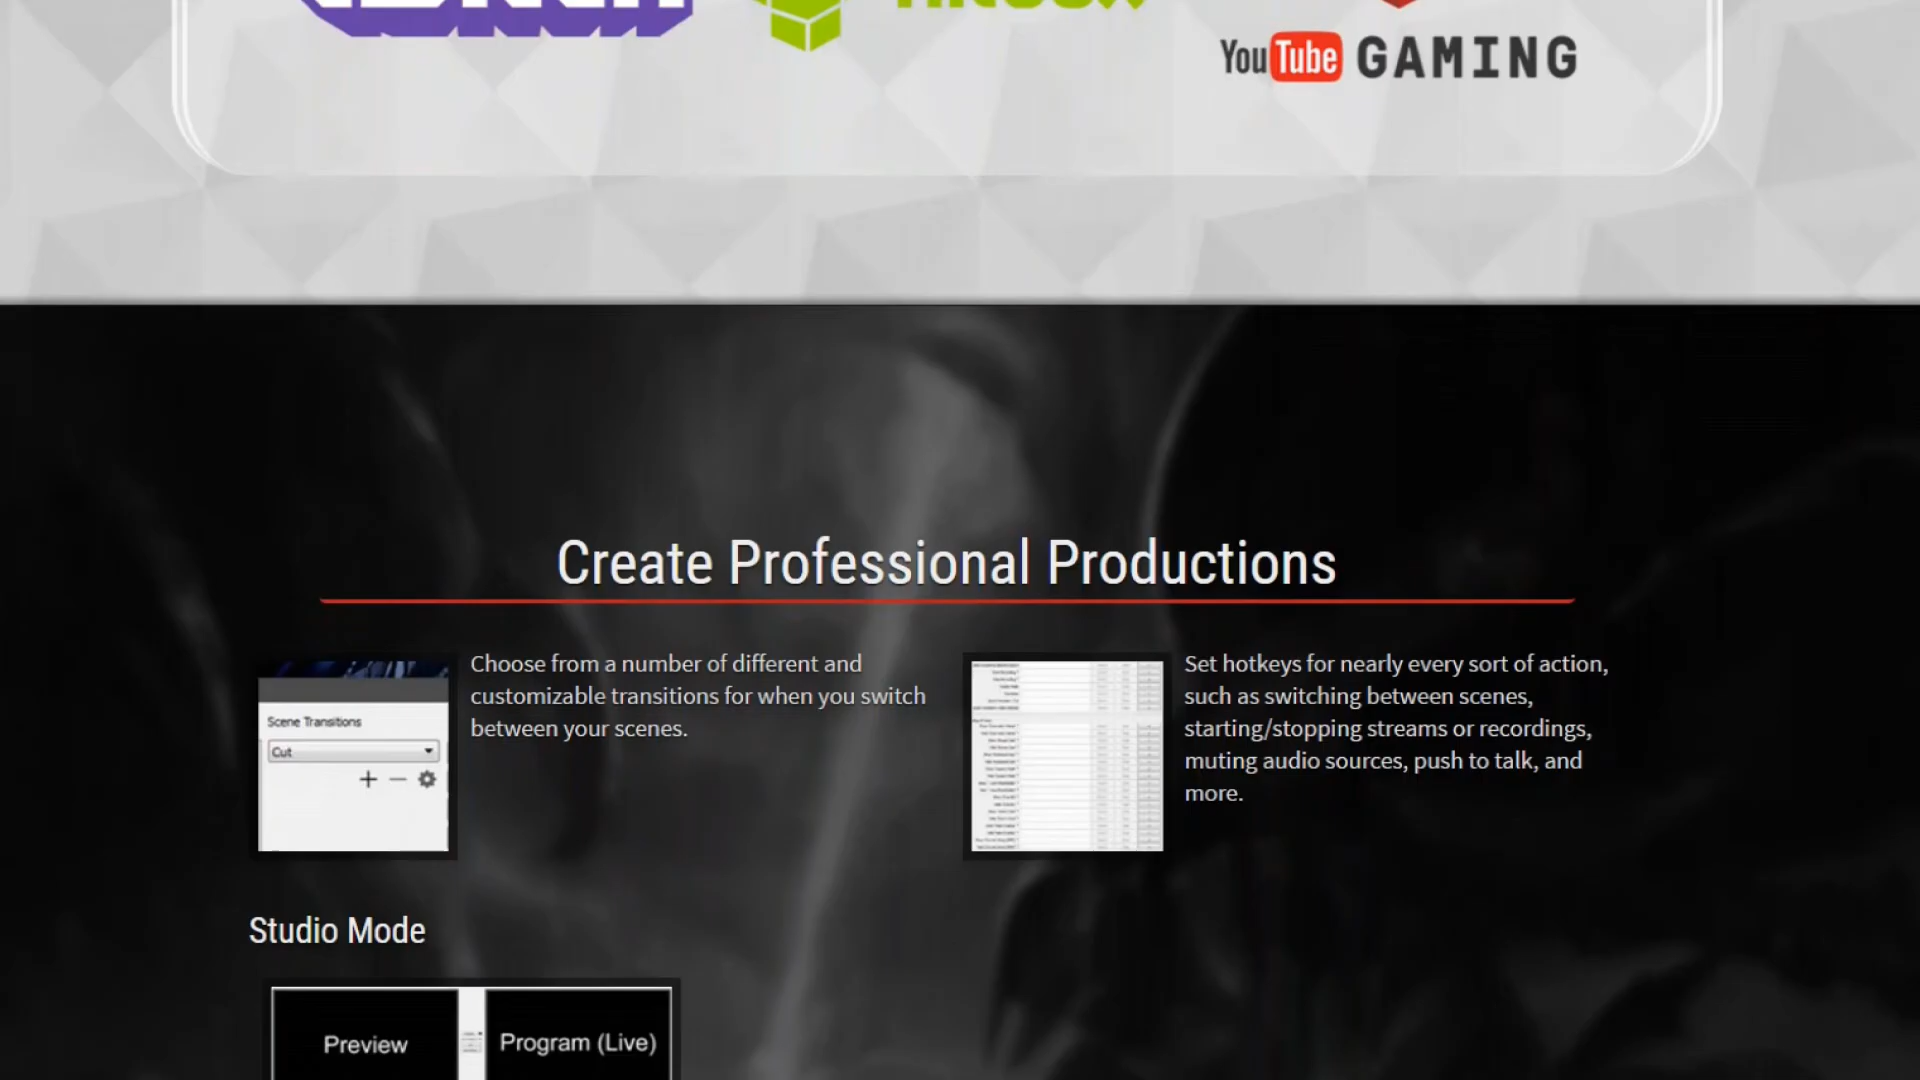 YouTube GAMING
Create Professional Productions
Choose from a number of different and
customizable transitions for when you switch
between your scenes.
Scene Transitions
Cut
Set hotkeys for nearly every sort of action,
such as switching between scenes,
starting/stopping streams or recordings,
muting audio sources, push to talk, and
more.
Studio Mode
Preview
Program (Live)